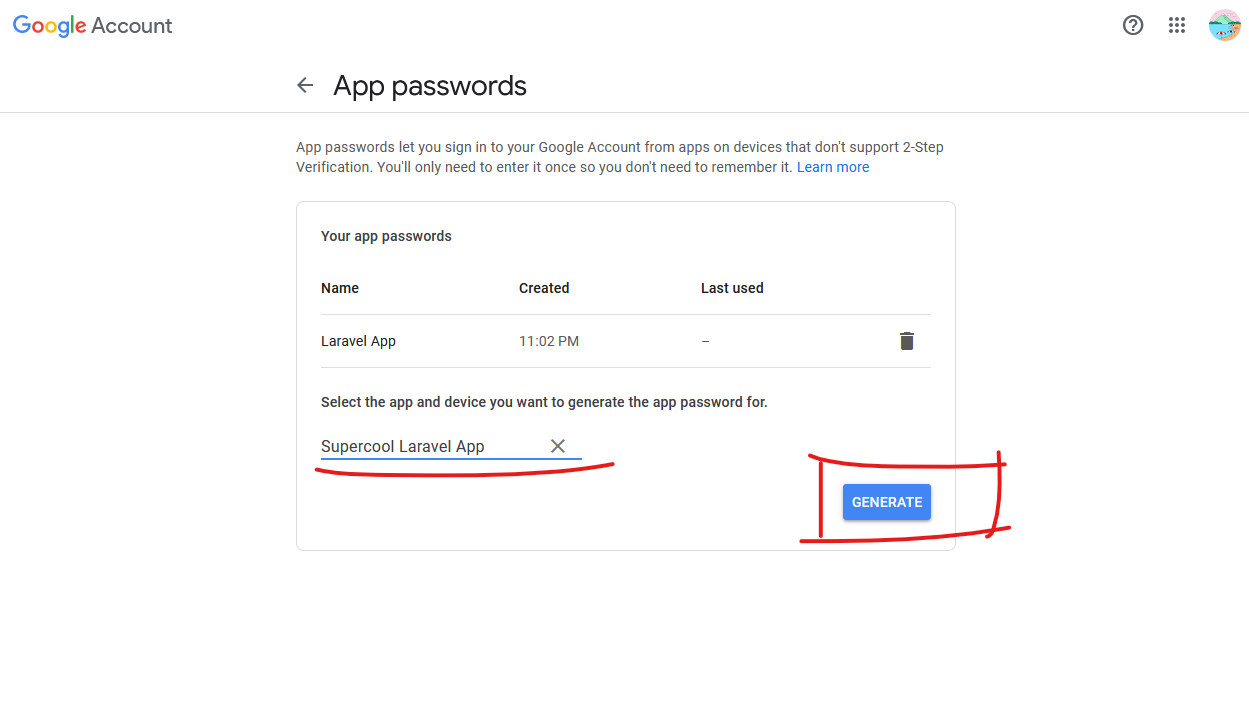 Google Account
App passwords
App passwords let you sign in to your Google Account from apps on devices that don't support 2-Step
Verification. You'll only need to enter it once so you don't need to remember it. Learn more
Your app passwords
Name Created Last used
Laravel App 11:02 PM –
Select the app and device you want to generate the app password for.
Supercool Laravel App
GENERATE